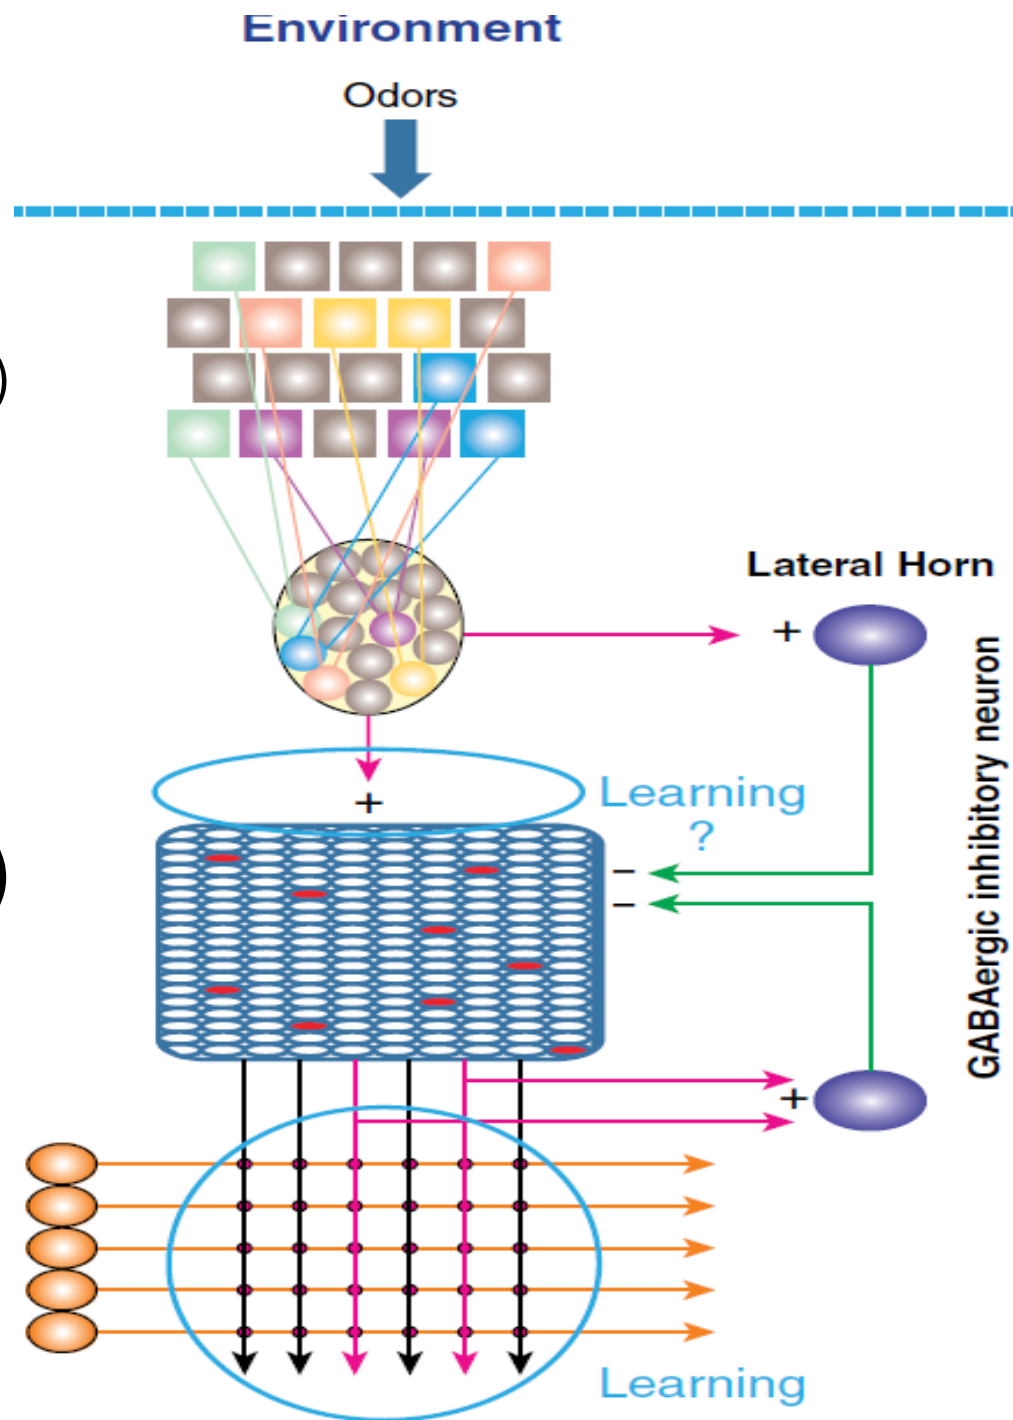 Environment
Odors
)
Lateral Horn
+
GABAergic inhibitory neuron
+
Learning
?
)
−
−
+
Learning